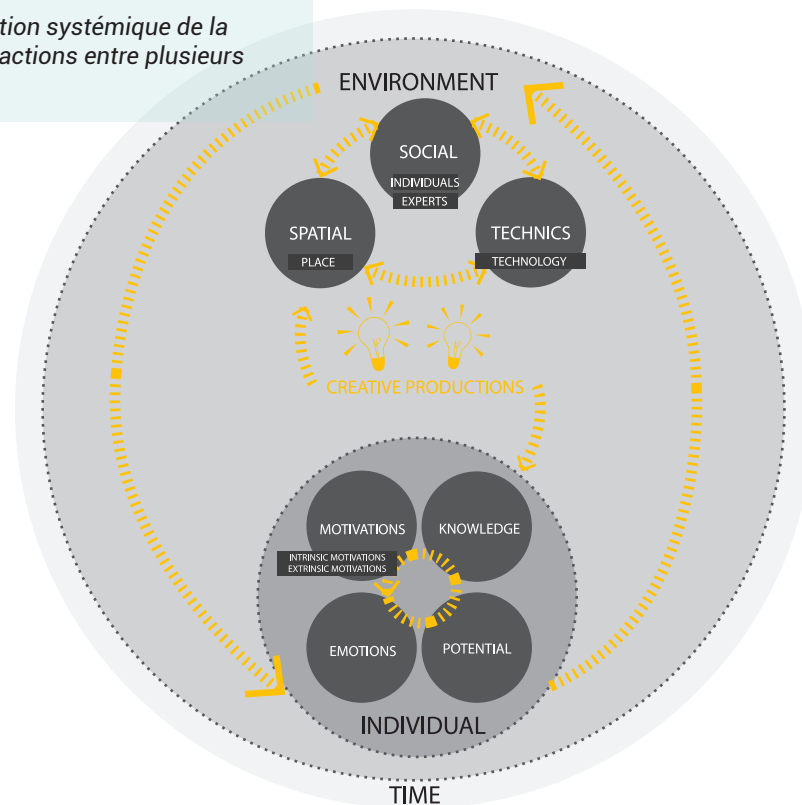 tion systémique de la
actions entre plusieurs
ENVIRONMENT
SOCIAL
INDIVIDUALS
EXPERTS
SPATIAL
PLACE
TECHNICS
TECHNOLOGY
CREATIVE PRODUCTIONS
MOTIVATIONS
INTRINSIC MOTIVATIONS
EXTRINSIC MOTIVATIONS
KNOWLEDGE
EMOTIONS
POTENTIAL
INDIVIDUAL
TIME